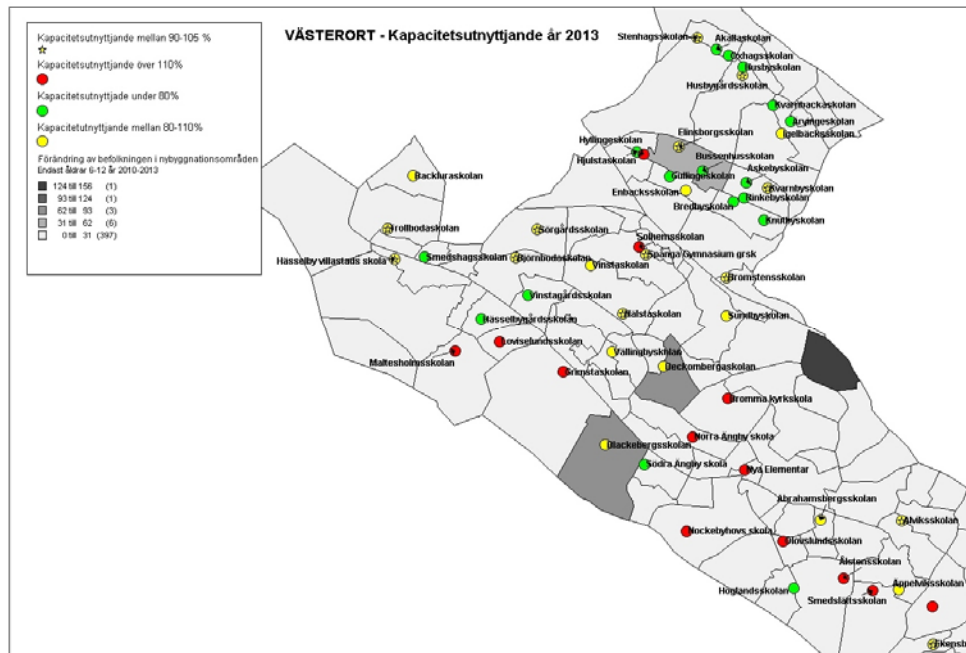 VÄSTERORT - Kapacitetsutnyttjande år 2013
Kapacitetsutnyttjande mellan 90-105 %
Kapacitetsutnyttjande över 110%
Kapacitetsutnyttjade under 80%
Kapacitetutnyttjande mellan 80-110%
Förändring av befolkningen i nybyggnationsområden
Endast åldrar 6-12 år 2010-2013
124 till 156 (1)
93 till 124 (1)
62 till 93 (3)
31 till 62 (6)
0 till 31 (397)
Stenhagsskolan
Akallaskolan
Husbyskolan
Husbygårdsskolan
Kvarnbackaskolan
Igelbäcksskolan
Elinsborgsskolan
Hyllingeskolan
Hjulstaskolan
Bussenhusskolan
Gullingeskolan
Askebyskolan
Enbacksskolan
Kvarnbyskolan
Rinkebyskolan
Bredbyskolan
Knutbyskolan
Backluraskolan
Trollbodaskolan
Sörgårdsskolan
Solhemsskolan
Hässelby villastads skola
Smedshagsskolan
Björnbodaskolan
Spånga Gymnasium grsk
Vinstaskolan
Bromstensskolan
Vinstagårdsskolan
Hässelbygårdsskolan
Nälstaskolan
Sundbyskolan
Loviselundsskolan
Maltesholmsskolan
Vällingbyskolan
Grimstaskolan
Beckombergaskolan
Bromma kyrkskola
Norra Ängby skola
Blackebergsskolan
Södra Ängby skola
Nya Elementar
Abrahamsbergsskolan
Nockebyhovs skola
Alviksskolan
Olovslundsskolan
Ålstensskolan
Höglandsskolan
Smedslättsskolan
Äppelviksskolan